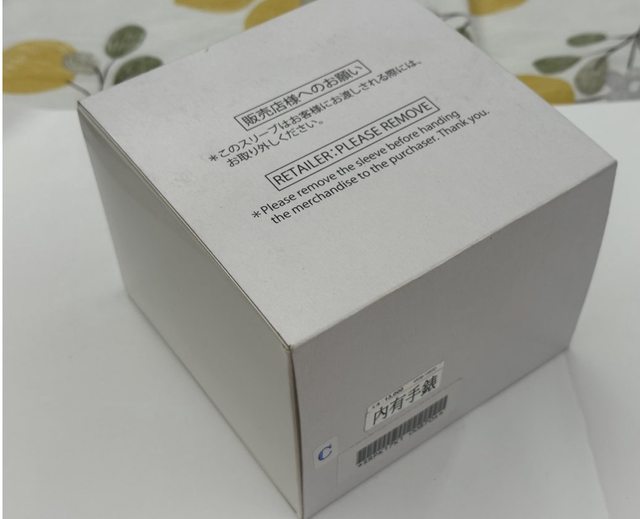 販売店様へのお願い
＊このスリーブはお客様にお渡しされる際には、
お取り外しください。
RETAILER：PLEASE REMOVE
＊Please remove the sleeve before handing
the merchandise to the purchaser. Thank you.
內有手錶
C